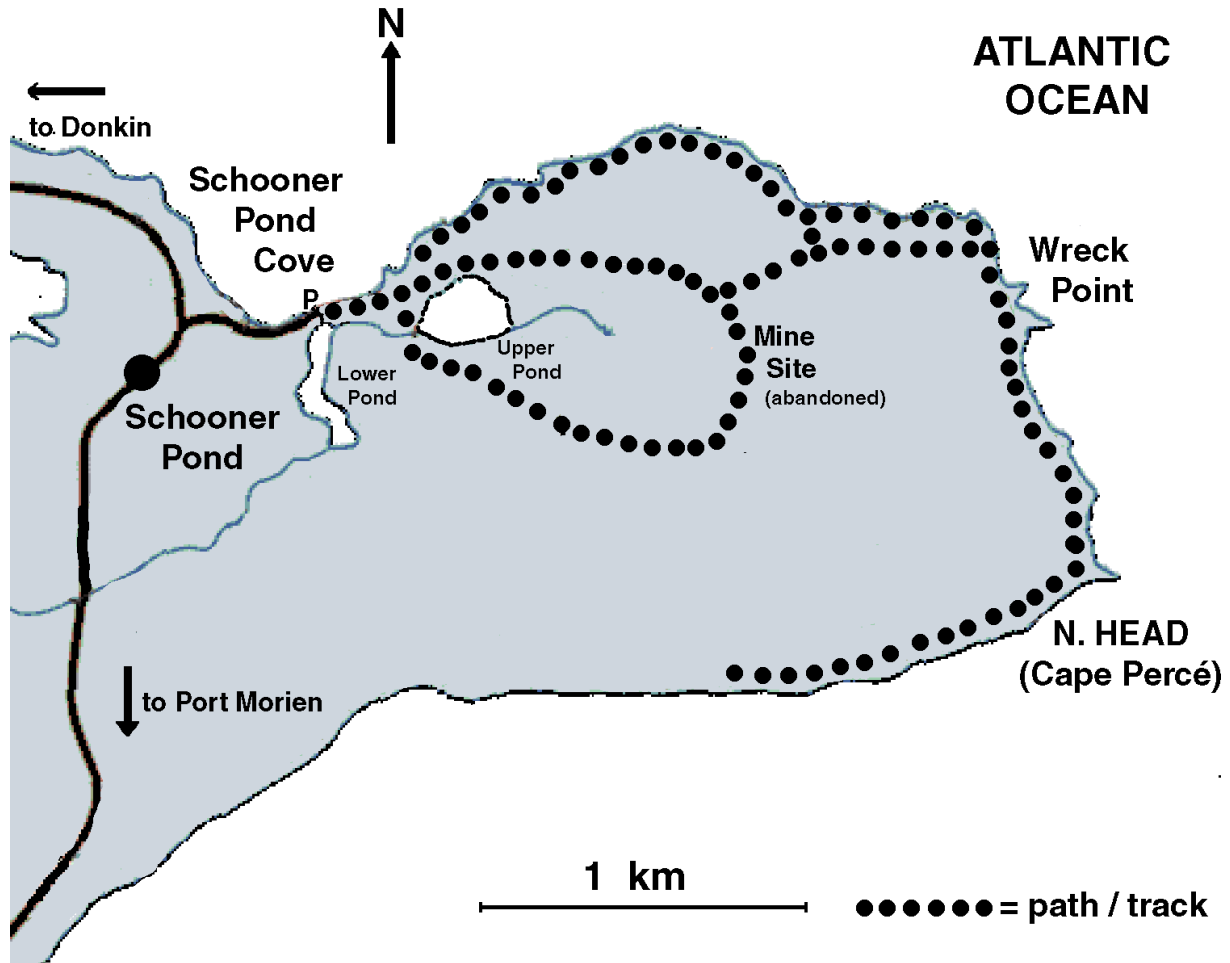 N
ATLANTIC
OCEAN
to Donkin
Schooner
Pond
Cove
P
Wreck
Point
Mine
Site
(abandoned)
Upper
Pond
Lower
Pond
Schooner
Pond
N. HEAD
(Cape Percé)
to Port Morien
1 km
= path / track